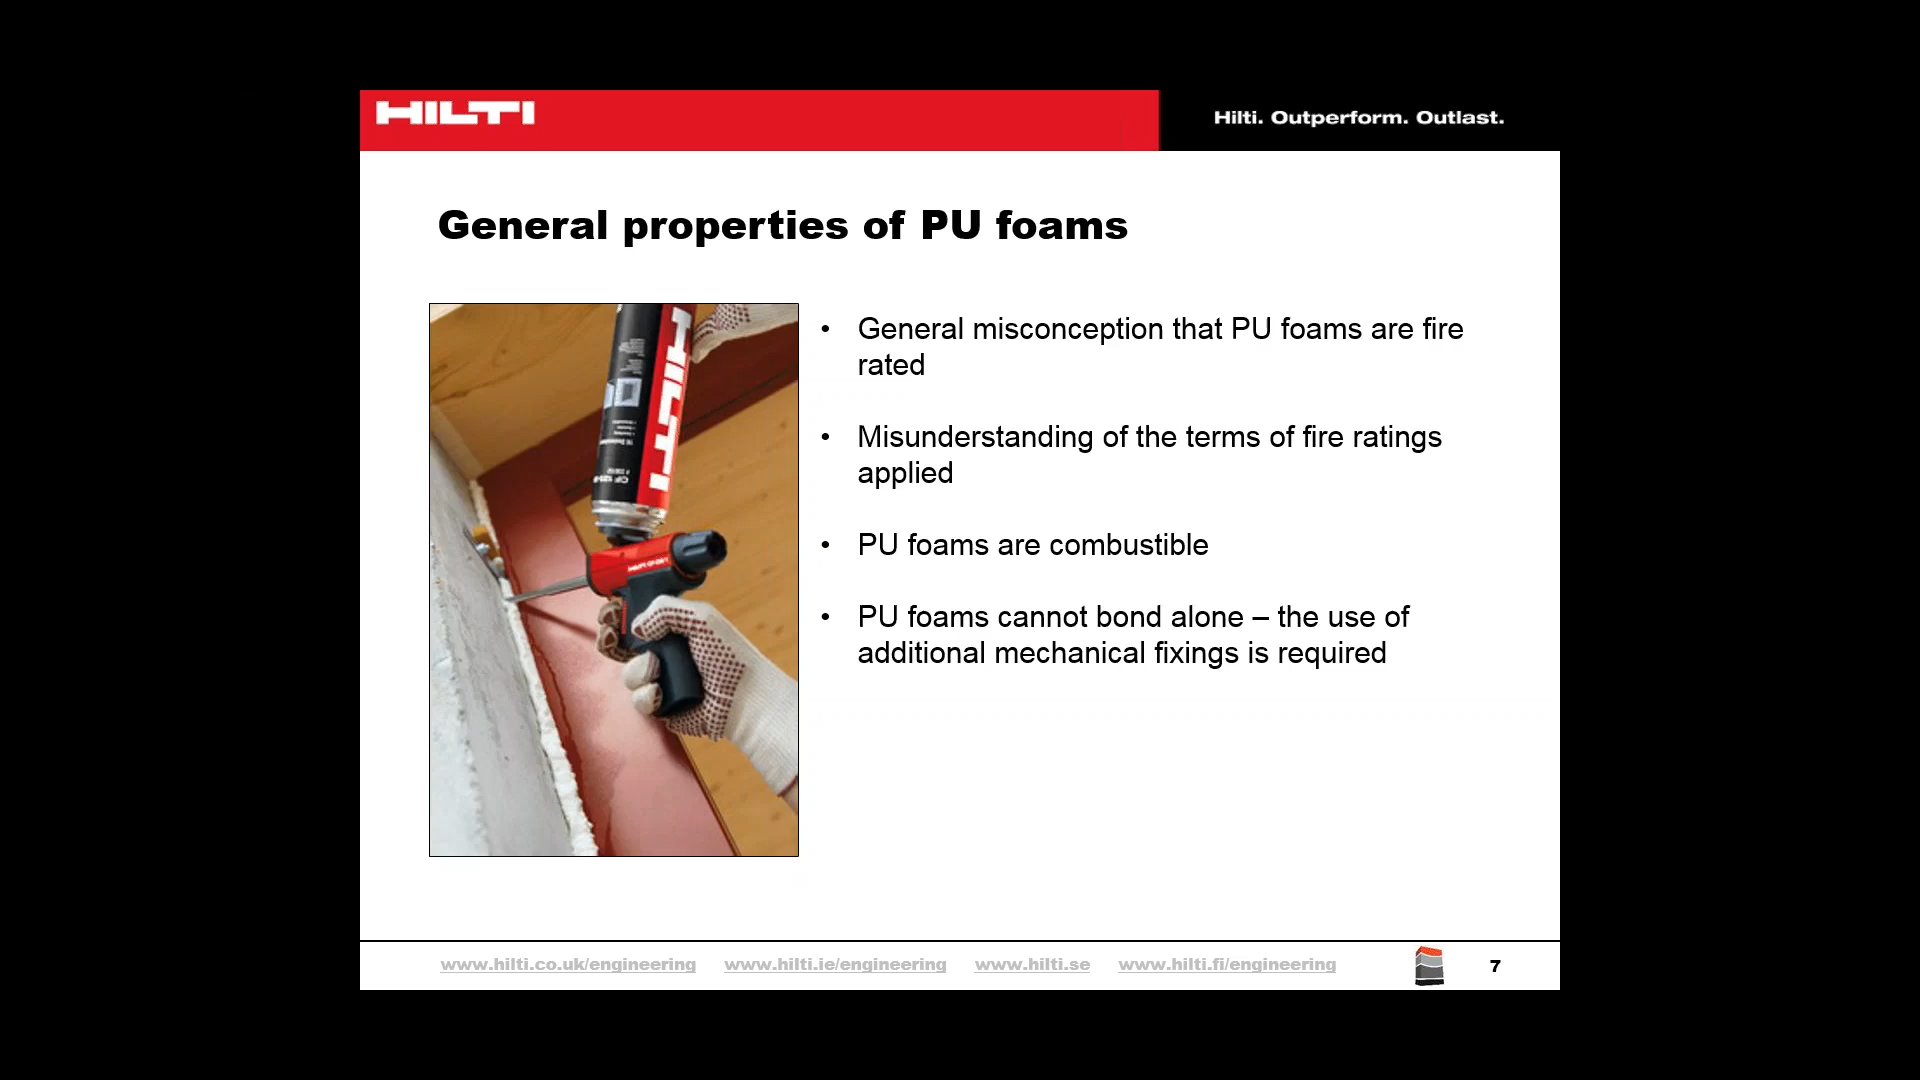 HILTI
Hilti. Outperform. Outlast.
General properties of PU foams
HILTI
• General misconception that PU foams are fire
rated
• Misunderstanding of the terms of fire ratings
applied
• PU foams are combustible
• PU foams cannot bond alone – the use of
additional mechanical fixings is required
www.hilti.co.uk/engineering www.hilti.ie/engineering www.hilti.se www.hilti.fi/engineering
7